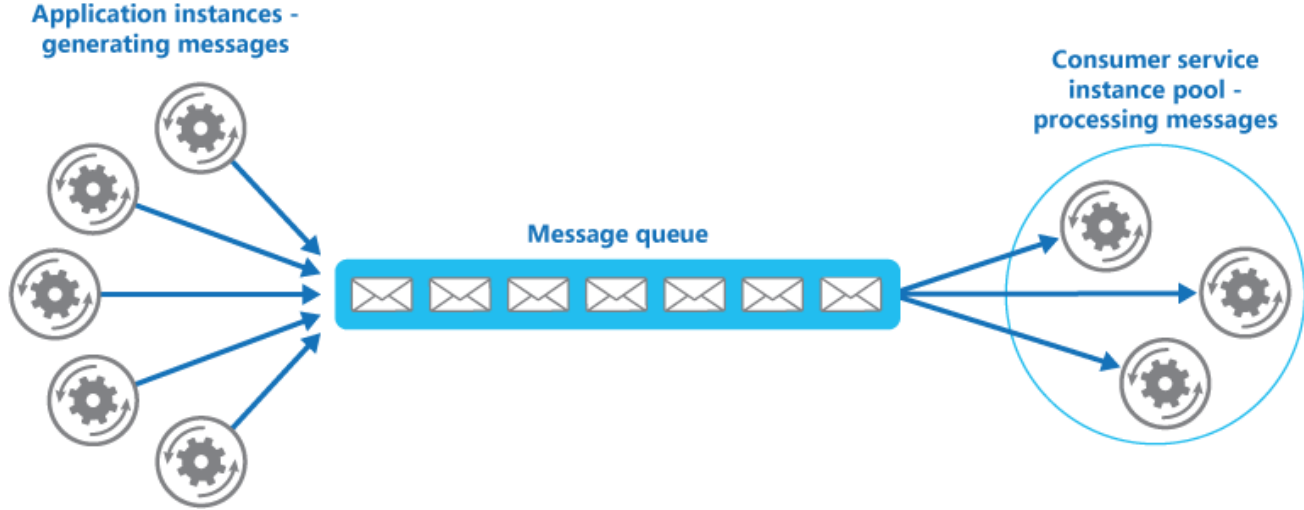 Application instances -
generating messages
Consumer service
instance pool -
processing messages
Message queue